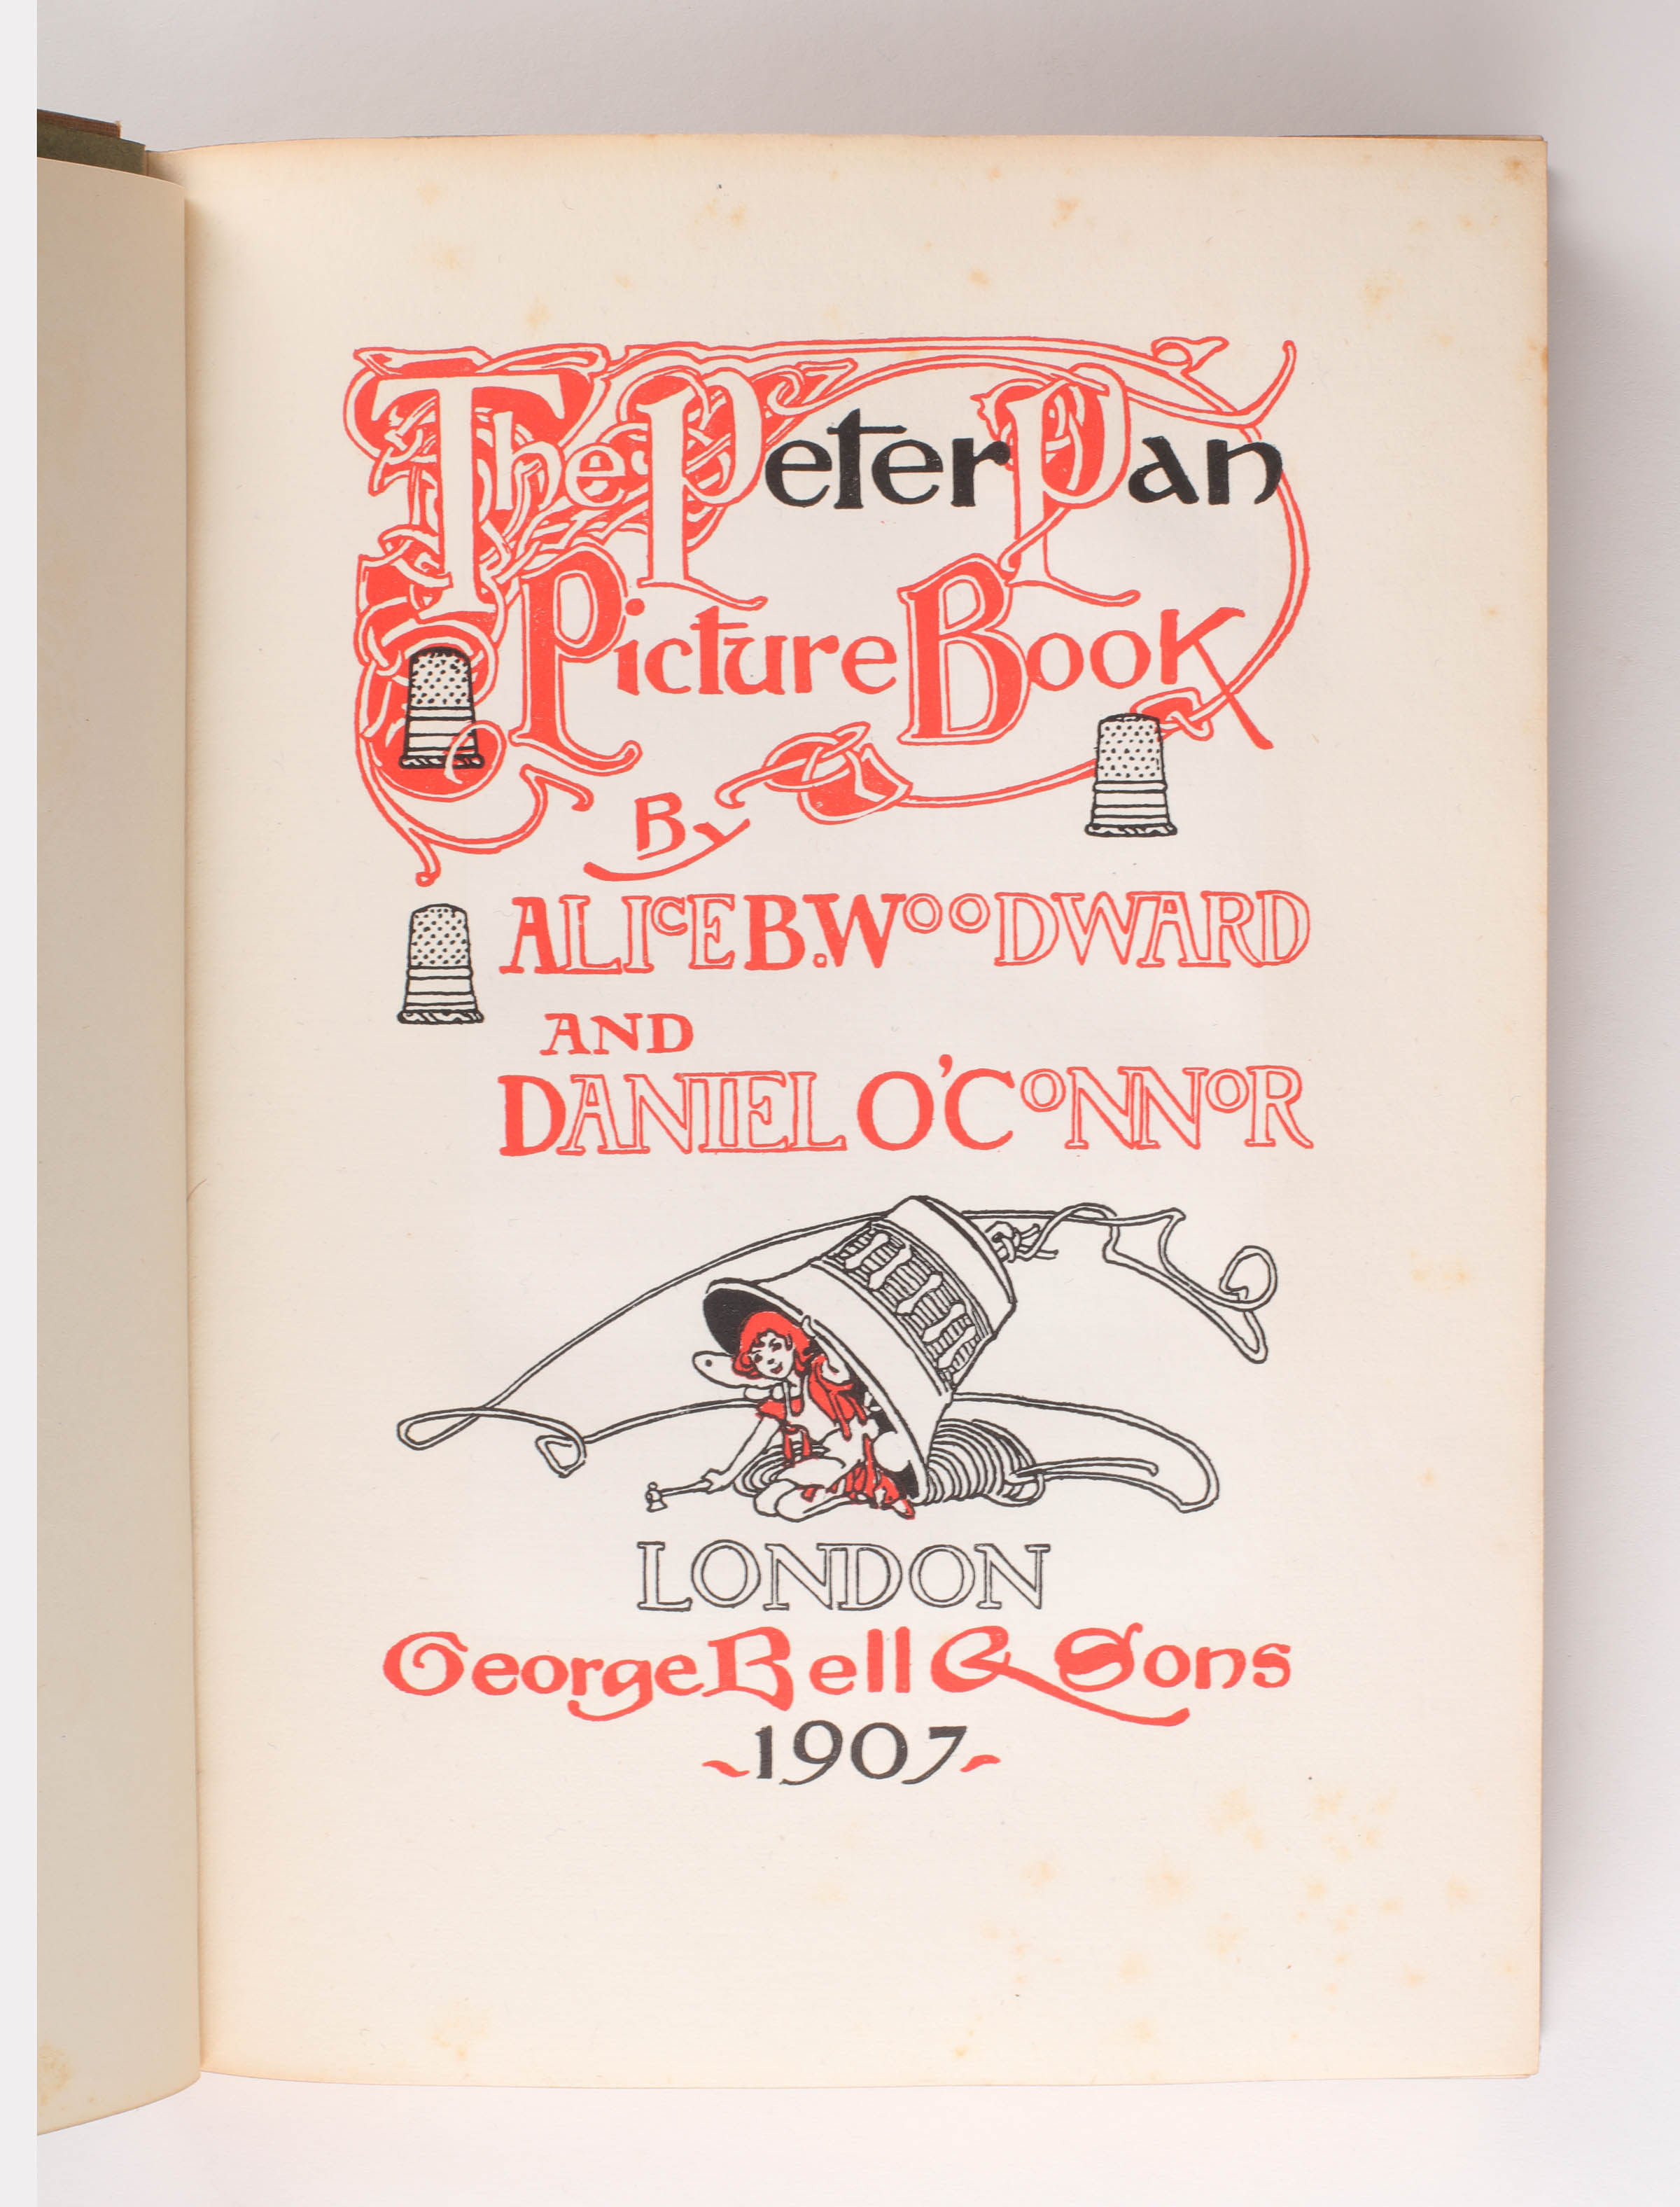 The Peter Pan
Picture Book
By
ALICE B. WOODWARD
AND
DANIEL O'CONNOR
LONDON
George Bell & Sons
~1907~